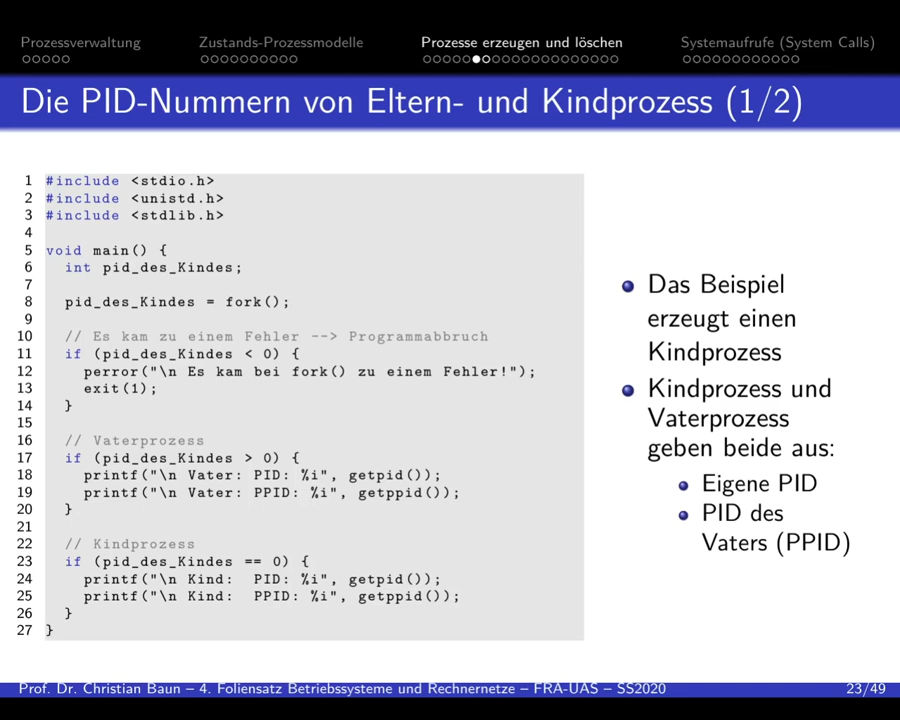 Prozessverwaltung Zustands-Prozessmodelle Prozesse erzeugen und löschen Systemaufrufe (System Calls)
Die PID-Nummern von Eltern- und Kindprozess (1/2)
1 #include <stdio.h>
2 #include <unistd.h>
3 #include <stdlib.h>
4
5 void main() {
6   int pid_des_Kindes;
7
8   pid_des_Kindes = fork();
9
10   // Es kam zu einem Fehler --> Programmabbruch
11   if (pid_des_Kindes < 0) {
12     perror("\n Es kam bei fork() zu einem Fehler!");
13     exit(1);
14   }
15
16   // Vaterprozess
17   if (pid_des_Kindes > 0) {
18     printf("\n Vater: PID: %i", getpid());
19     printf("\n Vater: PPID: %i", getppid());
20   }
21
22   // Kindprozess
23   if (pid_des_Kindes == 0) {
24     printf("\n Kind:  PID: %i", getpid());
25     printf("\n Kind:  PPID: %i", getppid());
26   }
27 }
Das Beispiel
erzeugt einen
Kindprozess
Kindprozess und
Vaterprozess
geben beide aus:
Eigene PID
PID des
Vaters (PPID)
Prof. Dr. Christian Baun – 4. Foliensatz Betriebssysteme und Rechnernetze – FRA-UAS – SS2020 23/49